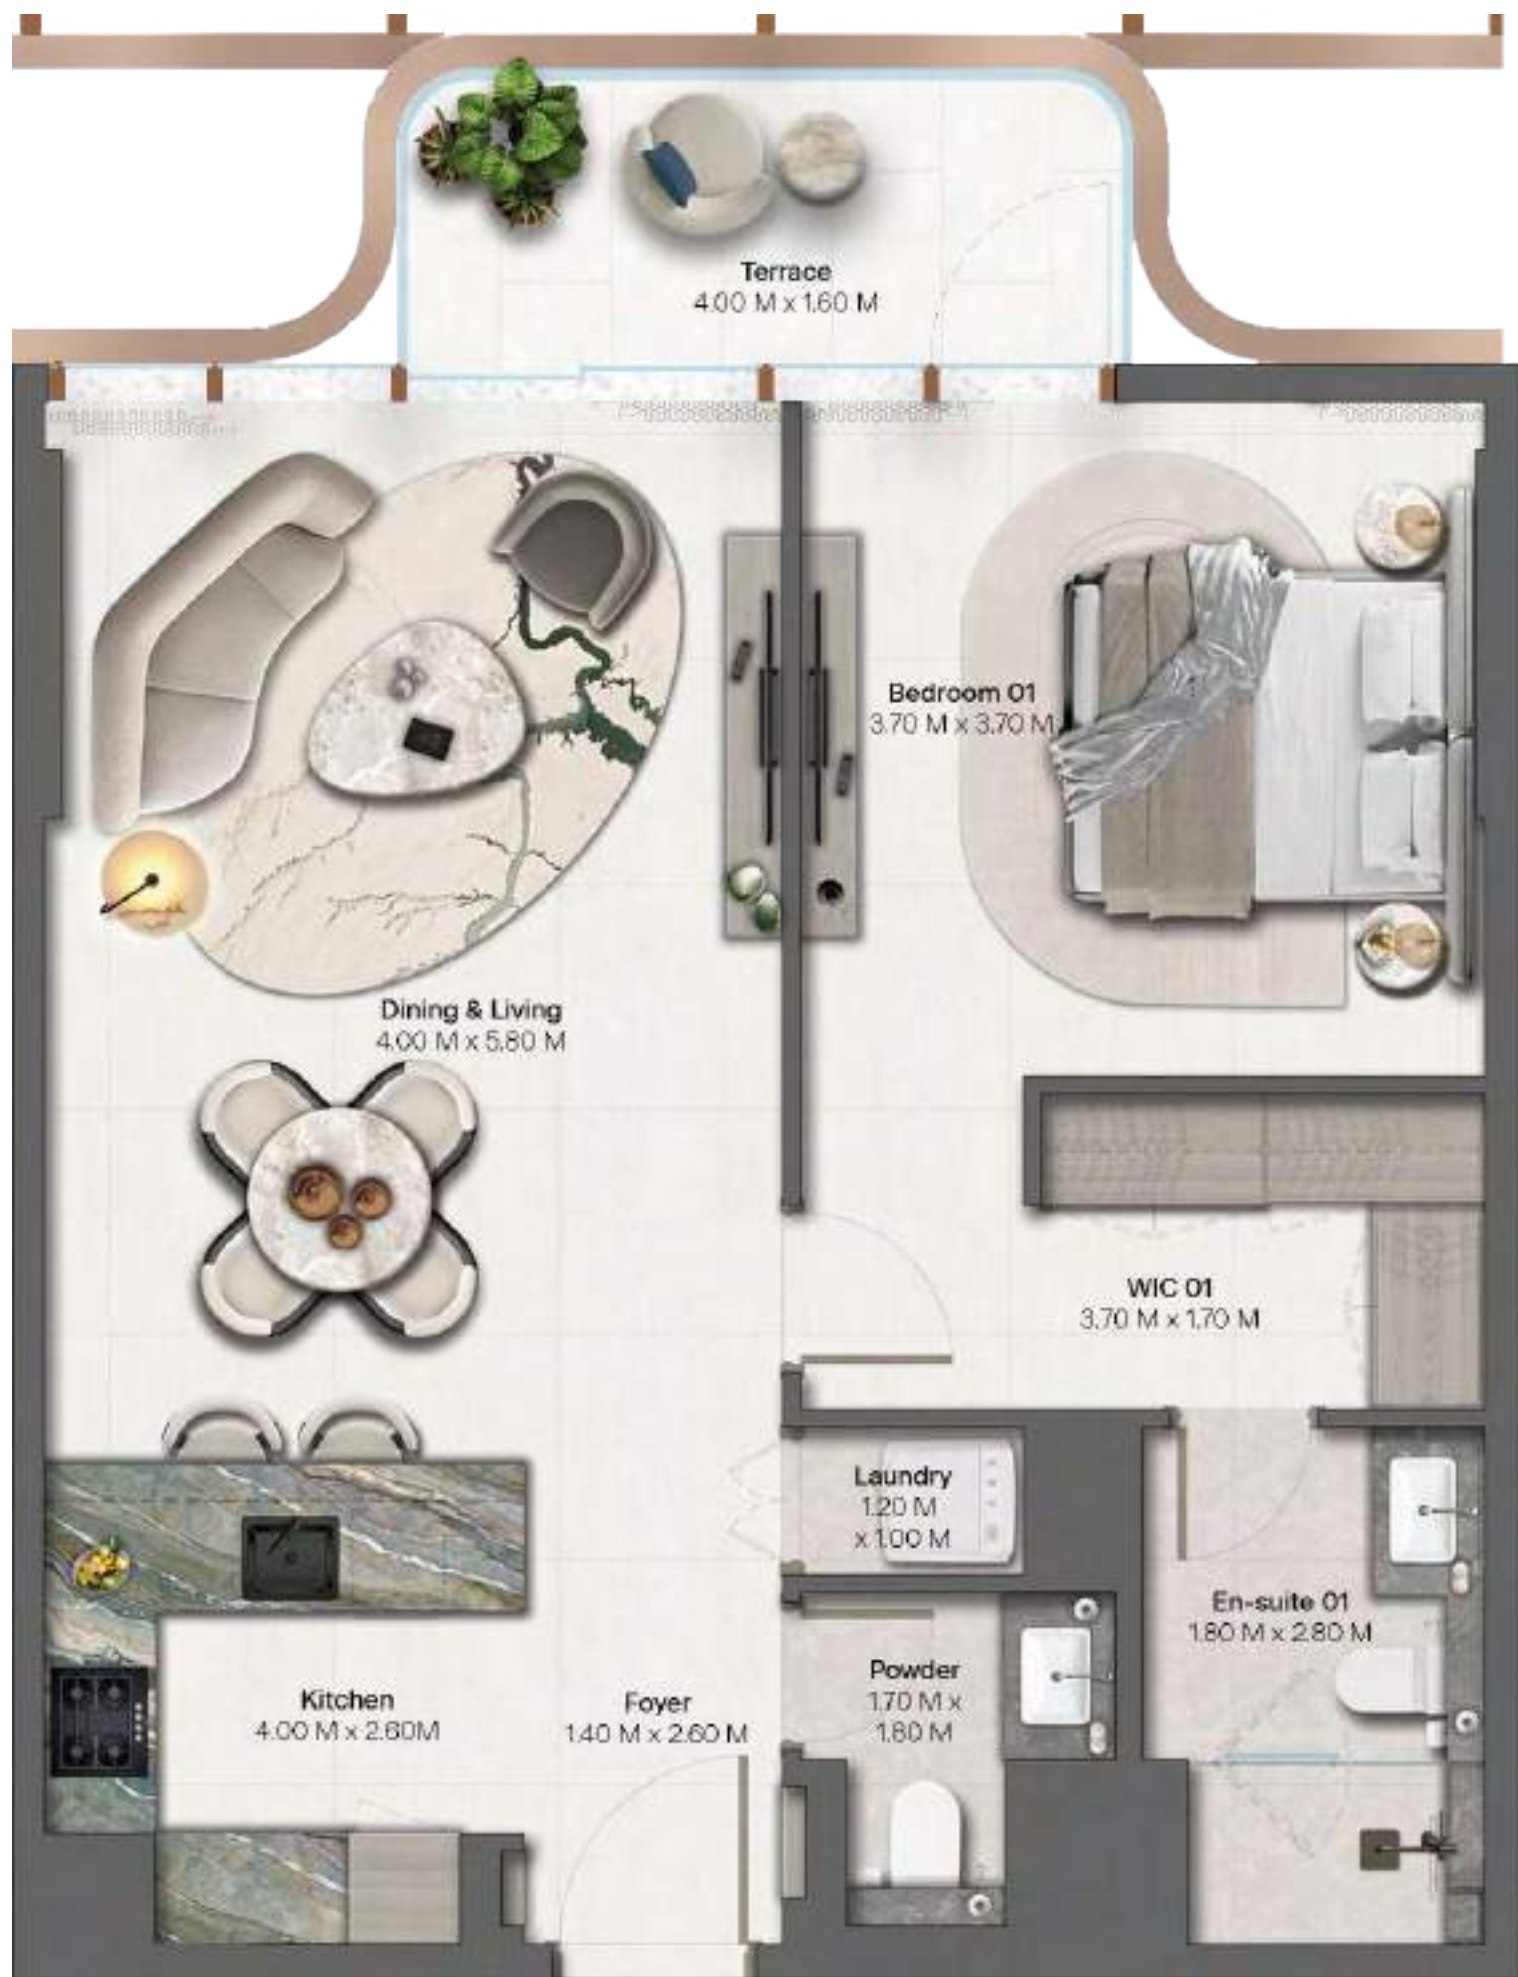 Terrace
4.00 M x 1.60 M
Bedroom 01
3.70 M x 3.70 M
Dining & Living
4.00 M x 5.80 M
WIC 01
3.70 M x 1.70 M
Laundry
1.20 M
x 1.00 M
En-suite 01
1.80 M x 2.80 M
Powder
1.70 M x
1.80 M
Kitchen
4.00 M x 2.60M
Foyer
1.40 M x 2.60 M